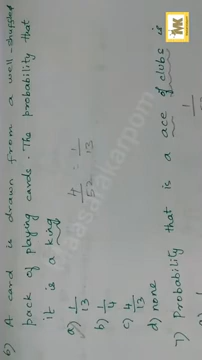 6) A card is drawn from a well-shuffled
pack of playing cards. The probability that
it is a king
a) 1/13 4/52 = 1/13
b) 1/4
c) 4/13
d) none
7) Probability that is a ace of clubs is